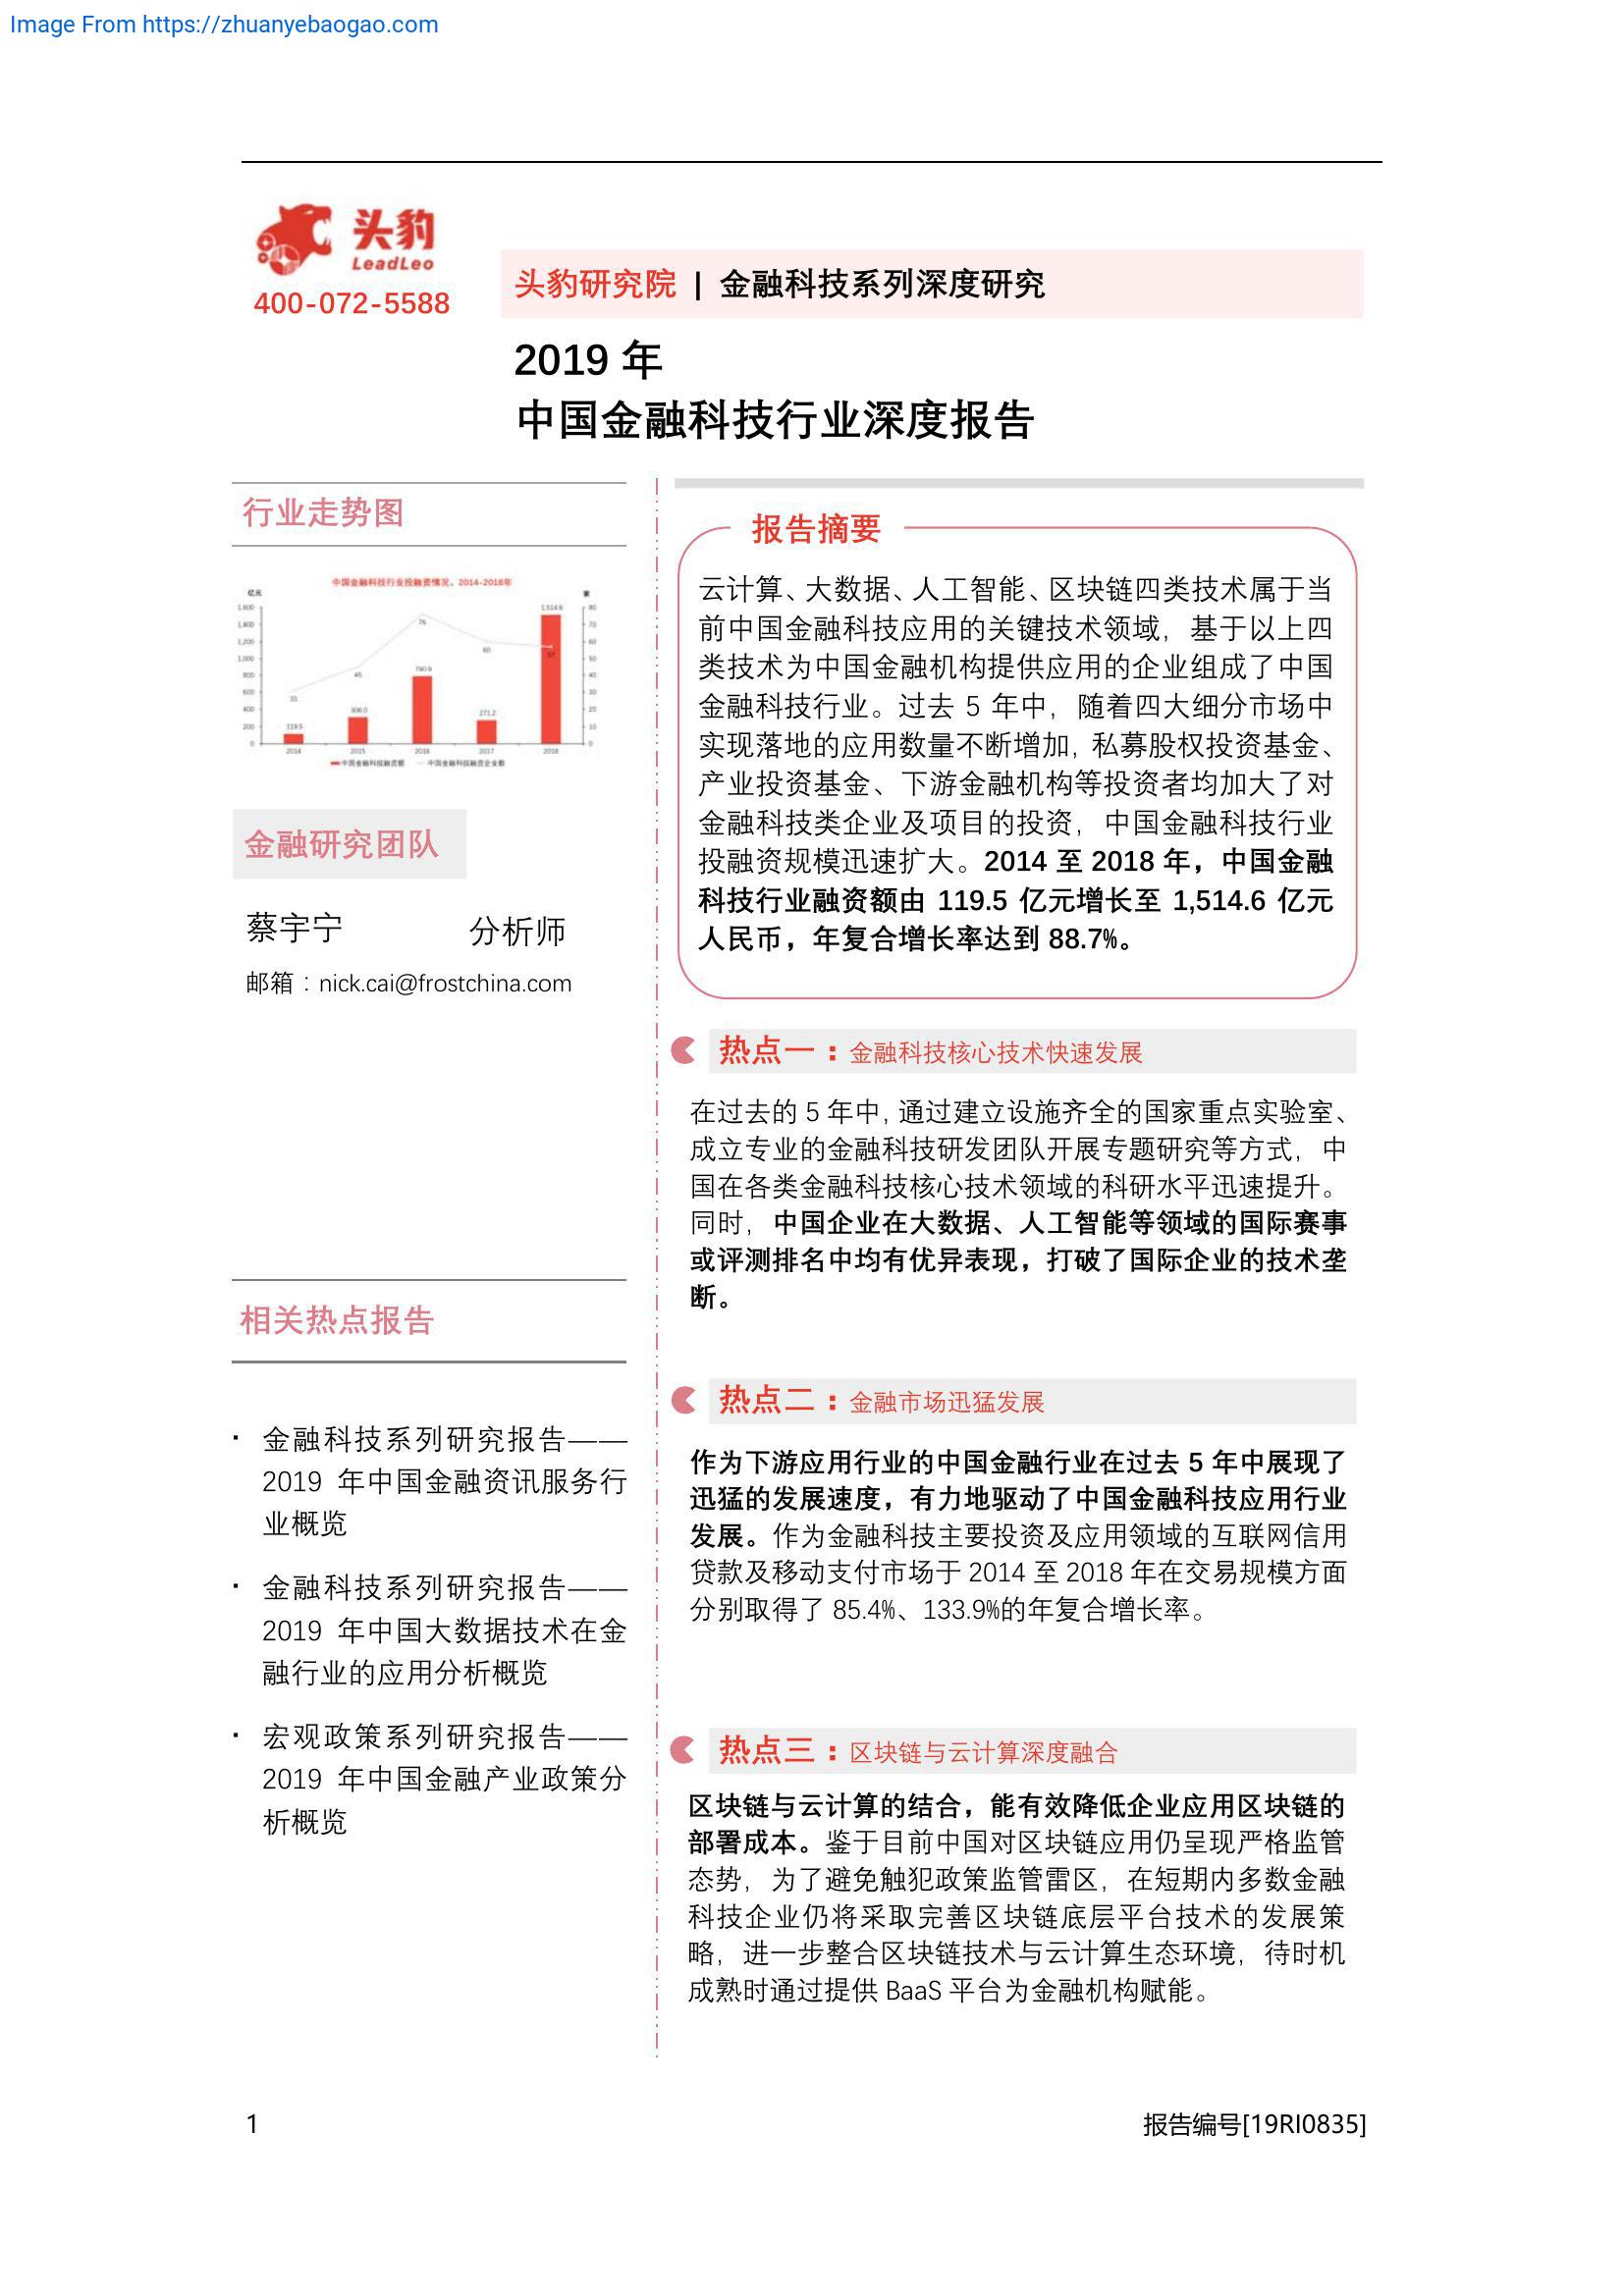 Image From https://zhuanyebaogao.com
头豹
LeadLeo
400-072-5588
头豹研究院 | 金融科技系列深度研究
2019 年
中国金融科技行业深度报告
行业走势图
中国金融科技行业投融资情况，2014-2018年
亿元
1,600
1,400
1,200
1,000
800
600
400
200
0
80
70
60
50
40
30
20
10
0
119.5
306.0
271.2
1,514.6
31
45
76
60
57
2014
2015
2016
2017
2018
中国金融科技融资额
中国金融科技融资企业数
金融研究团队
蔡宇宁 分析师
邮箱：nick.cai@frostchina.com
相关热点报告
· 金融科技系列研究报告——
2019 年中国金融资讯服务行
业概览
· 金融科技系列研究报告——
2019 年中国大数据技术在金
融行业的应用分析概览
· 宏观政策系列研究报告——
2019 年中国金融产业政策分
析概览
报告摘要
云计算、大数据、人工智能、区块链四类技术属于当
前中国金融科技应用的关键技术领域，基于以上四
类技术为中国金融机构提供应用的企业组成了中国
金融科技行业。过去 5 年中，随着四大细分市场中
实现落地的应用数量不断增加，私募股权投资基金、
产业投资基金、下游金融机构等投资者均加大了对
金融科技类企业及项目的投资，中国金融科技行业
投融资规模迅速扩大。2014 至 2018 年，中国金融
科技行业融资额由 119.5 亿元增长至 1,514.6 亿元
人民币，年复合增长率达到 88.7%。
热点一：金融科技核心技术快速发展
在过去的 5 年中，通过建立设施齐全的国家重点实验室、
成立专业的金融科技研发团队开展专题研究等方式，中
国在各类金融科技核心技术领域的科研水平迅速提升。
同时，中国企业在大数据、人工智能等领域的国际赛事
或评测排名中均有优异表现，打破了国际企业的技术垄
断。
热点二：金融市场迅猛发展
作为下游应用行业的中国金融行业在过去 5 年中展现了
迅猛的发展速度，有力地驱动了中国金融科技应用行业
发展。作为金融科技主要投资及应用领域的互联网信用
贷款及移动支付市场于 2014 至 2018 年在交易规模方面
分别取得了 85.4%、133.9%的年复合增长率。
热点三：区块链与云计算深度融合
区块链与云计算的结合，能有效降低企业应用区块链的
部署成本。鉴于目前中国对区块链应用仍呈现严格监管
态势，为了避免触犯政策监管雷区，在短期内多数金融
科技企业仍将采取完善区块链底层平台技术的发展策
略，进一步整合区块链技术与云计算生态环境，待时机
成熟时通过提供 BaaS 平台为金融机构赋能。
1
报告编号[19RI0835]